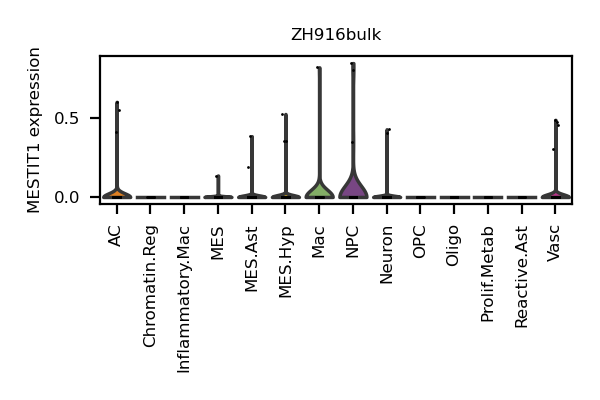 ZH916bulk
MESTIT1 expression
0.5
0.0
AC
Chromatin.Reg
Inflammatory.Mac
MES
MES.Ast
MES.Hyp
Mac
NPC
Neuron
OPC
Oligo
Prolif.Metab
Reactive.Ast
Vasc